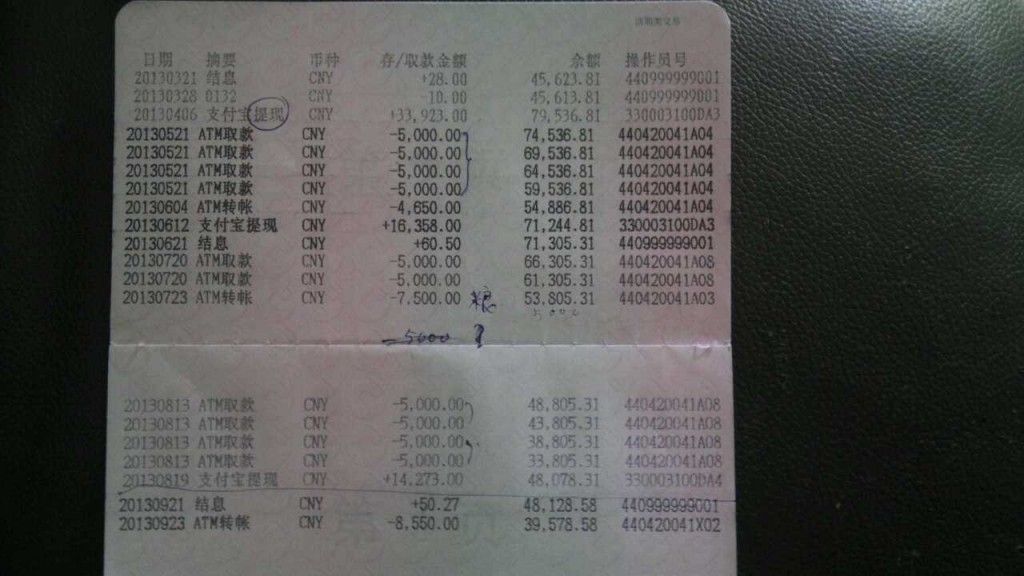 日期 摘要 币种 存/取款金额 余额 操作员号
20130321 结息 CNY +28.00 45,623.81 440999999001
20130328 0132 CNY -10.00 45,613.81 440999999001
20130406 支付宝提现 CNY +33,923.00 79,536.81 330003100DA3
20130521 ATM取款 CNY -5,000.00 74,536.81 440420041A04
20130521 ATM取款 CNY -5,000.00 69,536.81 440420041A04
20130521 ATM取款 CNY -5,000.00 64,536.81 440420041A04
20130521 ATM取款 CNY -5,000.00 59,536.81 440420041A04
20130604 ATM转帐 CNY -4,650.00 54,886.81 440420041A04
20130612 支付宝提现 CNY +16,358.00 71,244.81 330003100DA3
20130621 结息 CNY +60.50 71,305.31 440999999001
20130720 ATM取款 CNY -5,000.00 66,305.31 440420041A08
20130720 ATM取款 CNY -5,000.00 61,305.31 440420041A08
20130723 ATM转帐 CNY -7,500.00 53,805.31 440420041A03
-5000
20130813 ATM取款 CNY -5,000.00 48,805.31 440420041A08
20130813 ATM取款 CNY -5,000.00 43,805.31 440420041A08
20130813 ATM取款 CNY -5,000.00 38,805.31 440420041A08
20130813 ATM取款 CNY -5,000.00 33,805.31 440420041A08
20130819 支付宝提现 CNY +14,273.00 48,078.31 330003100DA4
20130921 结息 CNY +50.27 48,128.58 440999999001
20130923 ATM转帐 CNY -8,550.00 39,578.58 440420041X02